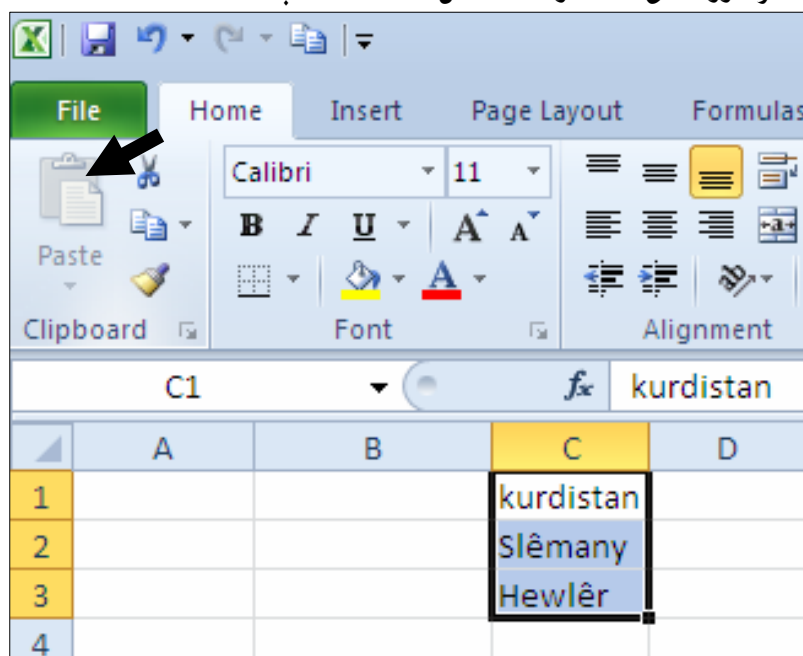 File Home Insert Page Layout Formulas
Calibri 11
B I U A A
Paste a
A
Clipboard Font Alignment
C1 fx kurdistan
A B C D
1 kurdistan
2 Slêmany
3 Hewlêr
4